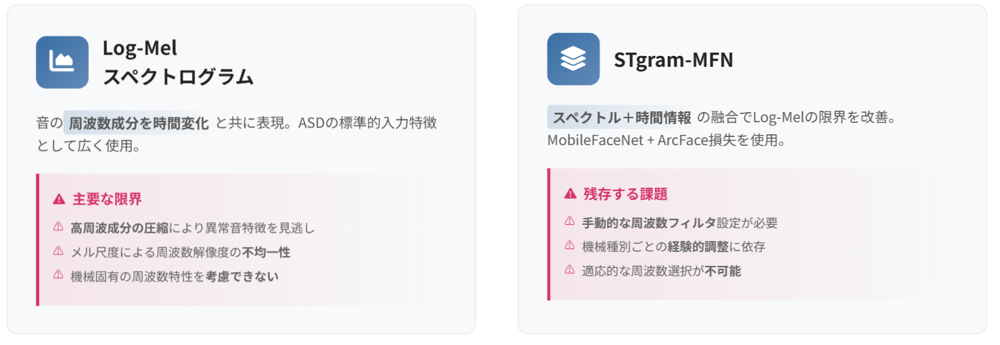 Log-Mel
スペクトログラム
音の 周波数成分を時間変化 と共に表現。ASDの標準的入力特徴
として広く使用。
主要な限界
高周波成分の圧縮により異常音特徴を見逃し
メル尺度による周波数解像度の不均一性
機械固有の周波数特性を考慮できない
STgram-MFN
スペクトル＋時間情報 の融合でLog-Melの限界を改善。
MobileFaceNet + ArcFace損失を使用。
残存する課題
手動的な周波数フィルタ設定が必要
機械種別ごとの経験的調整に依存
適応的な周波数選択が不可能